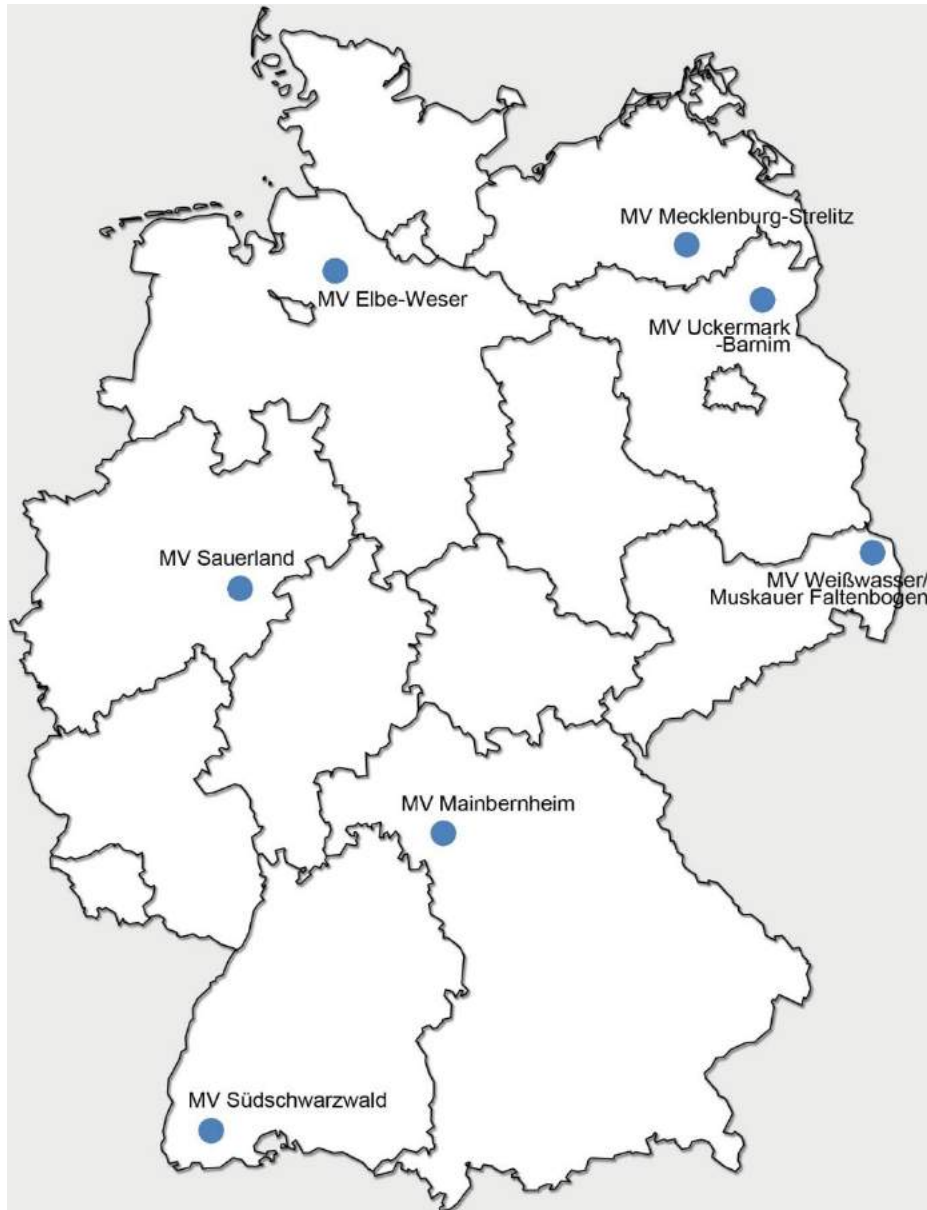 MV Mecklenburg-Strelitz
MV Elbe-Weser
MV Uckermark
-Barnim
MV Sauerland
MV Weißwasser/
Muskauer Faltenbogen
MV Mainbernheim
MV Südschwarzwald